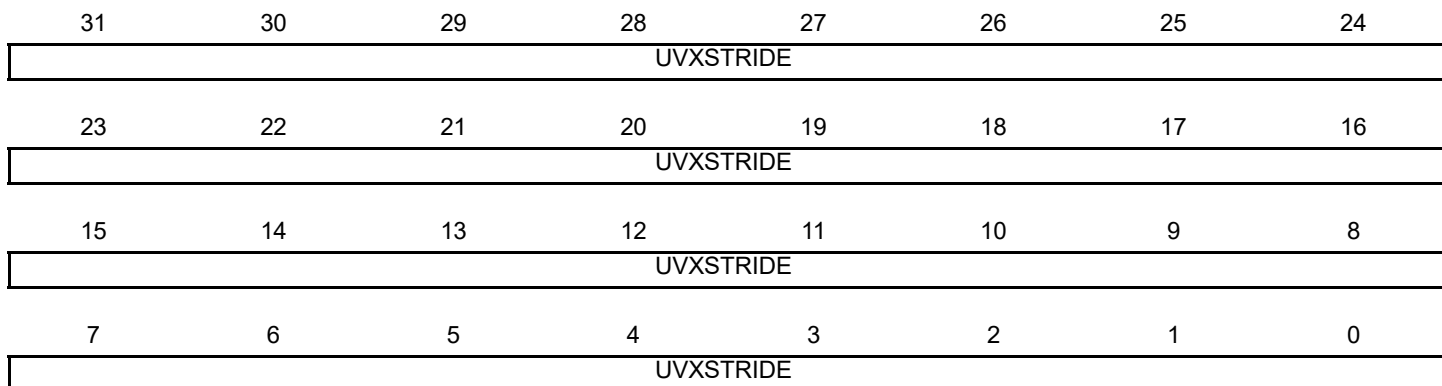 31 30 29 28 27 26 25 24
UVXSTRIDE
23 22 21 20 19 18 17 16
UVXSTRIDE
15 14 13 12 11 10 9 8
UVXSTRIDE
7 6 5 4 3 2 1 0
UVXSTRIDE